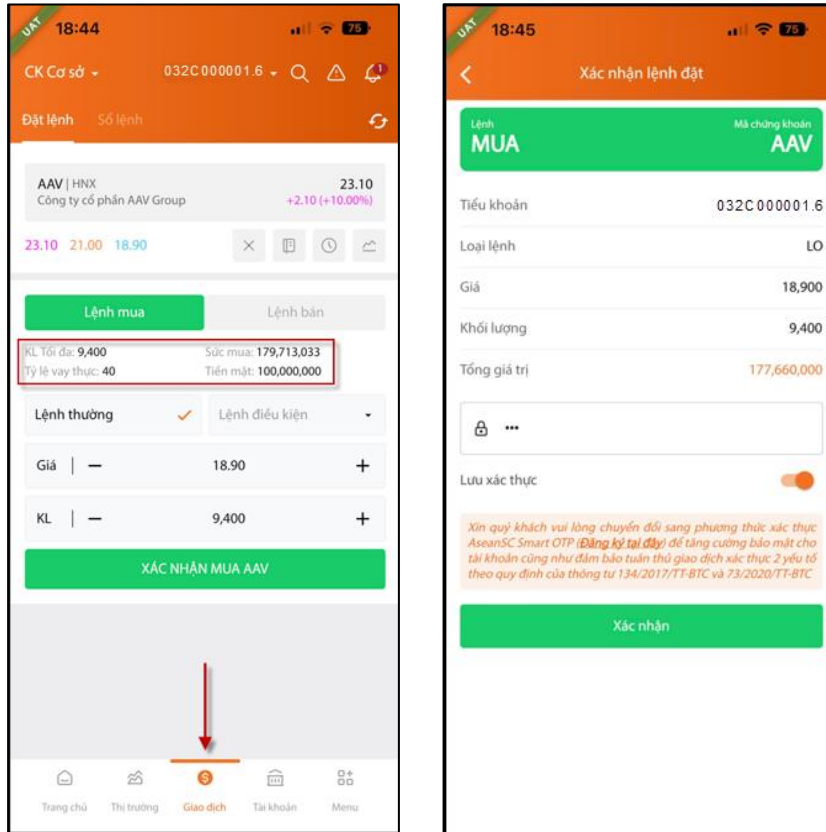 UAT
18:44
75
CK Cơ sở
032C000001.6
1
Đặt lệnh Sổ lệnh
AAV | HNX 23.10
Công ty cổ phần AAV Group +2.10 (+10.00%)
23.10 21.00 18.90
Lệnh mua Lệnh bán
KL Tối đa: 9,400 Sức mua: 179,713,033
Tỷ lệ vay thực: 40 Tiền mặt: 100,000,000
Lệnh thường Lệnh điều kiện
Giá | − 18.90 +
KL | − 9,400 +
XÁC NHẬN MUA AAV
Trang chủ Thị trường Giao dịch Tài khoản Menu
UAT
18:45
75
Xác nhận lệnh đặt
Lệnh Mã chứng khoán
MUA AAV
Tiểu khoản 032C000001.6
Loại lệnh LO
Giá 18,900
Khối lượng 9,400
Tổng giá trị 177,660,000
•••
Lưu xác thực
Xin quý khách vui lòng chuyển đổi sang phương thức xác thực
AseanSC Smart OTP (Đăng ký tại đây) để tăng cường bảo mật cho
tài khoản cũng như đảm bảo tuân thủ giao dịch xác thực 2 yếu tố
theo quy định của thông tư 134/2017/TT-BTC và 73/2020/TT-BTC
Xác nhận